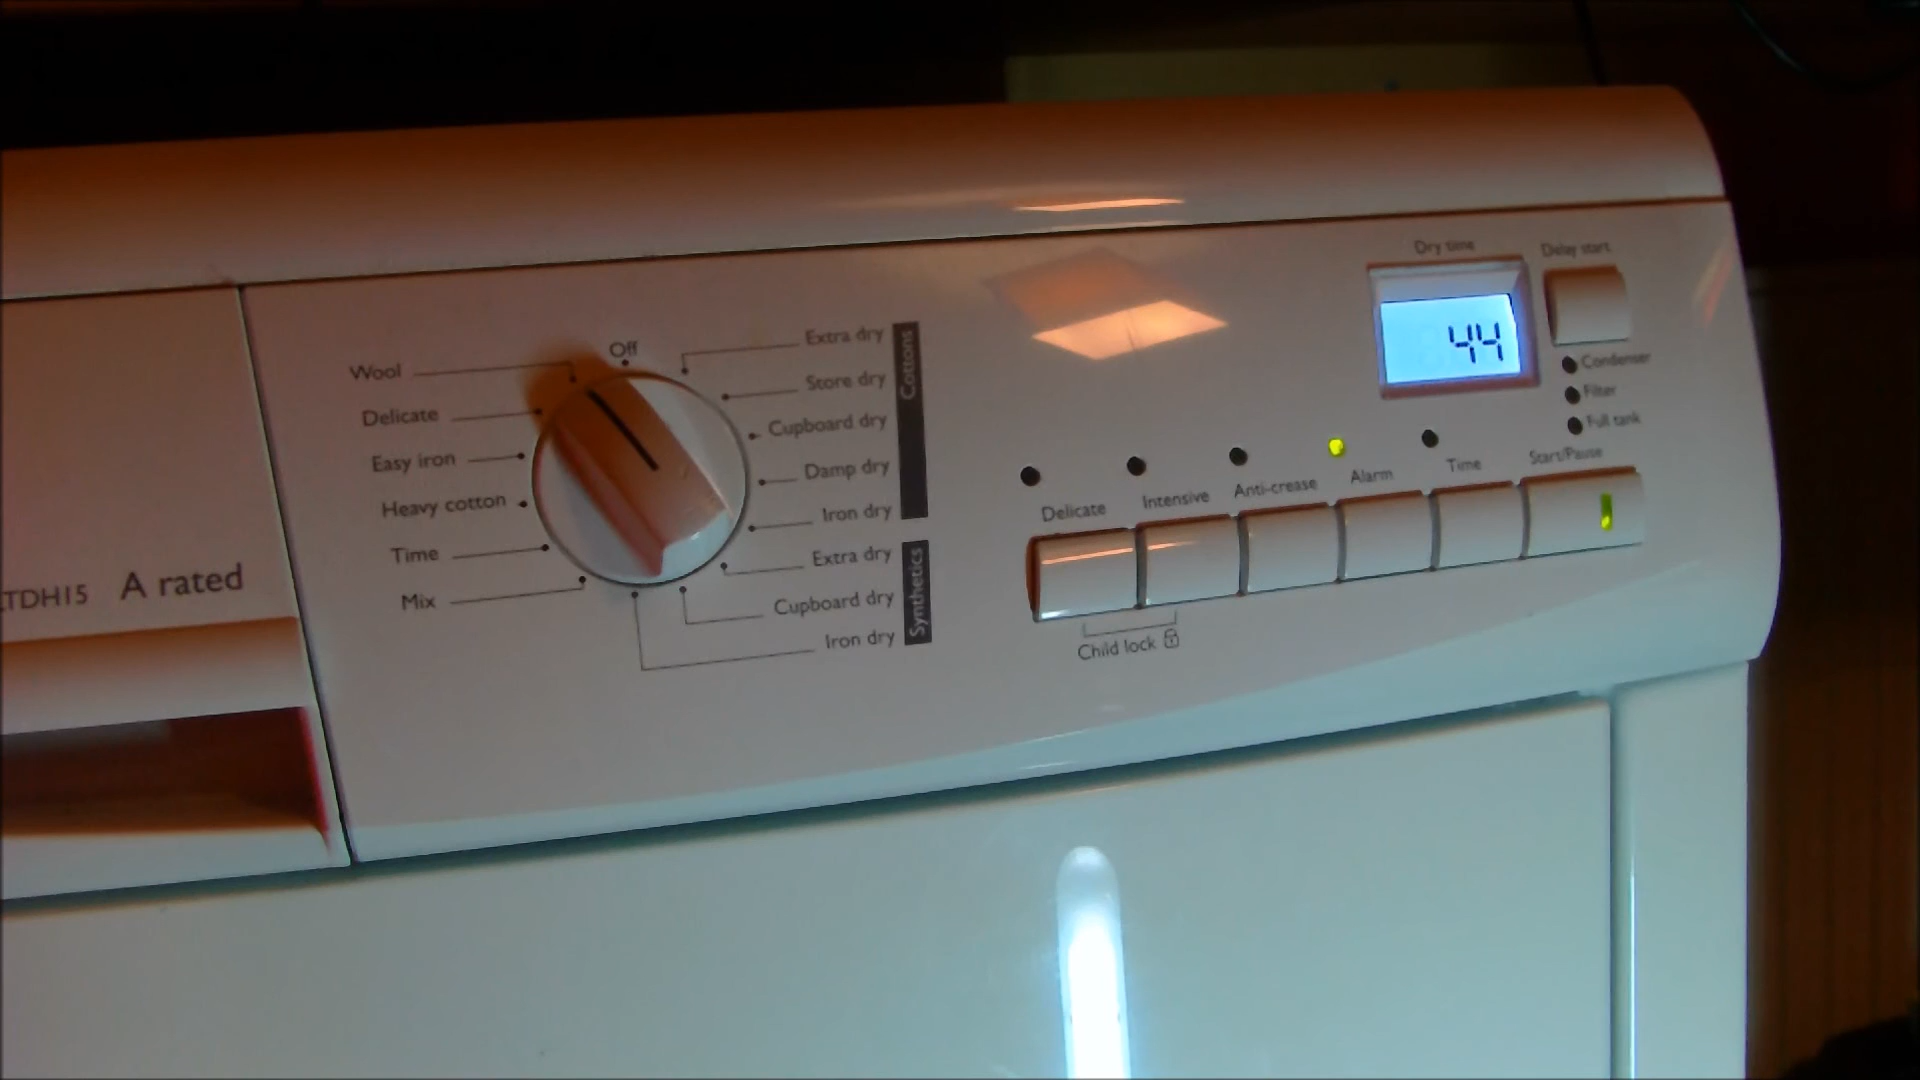 Off
Wool
Delicate
Easy iron
Heavy cotton
Time
Mix
Extra dry
Store dry
Cupboard dry
Damp dry
Iron dry
Cottons
Extra dry
Cupboard dry
Iron dry
Synthetics
TDH15 A rated
Dry time
44
Delay start
Condenser
Filter
Full tank
Delicate
Intensive
Anti-crease
Alarm
Time
Start/Pause
Child lock